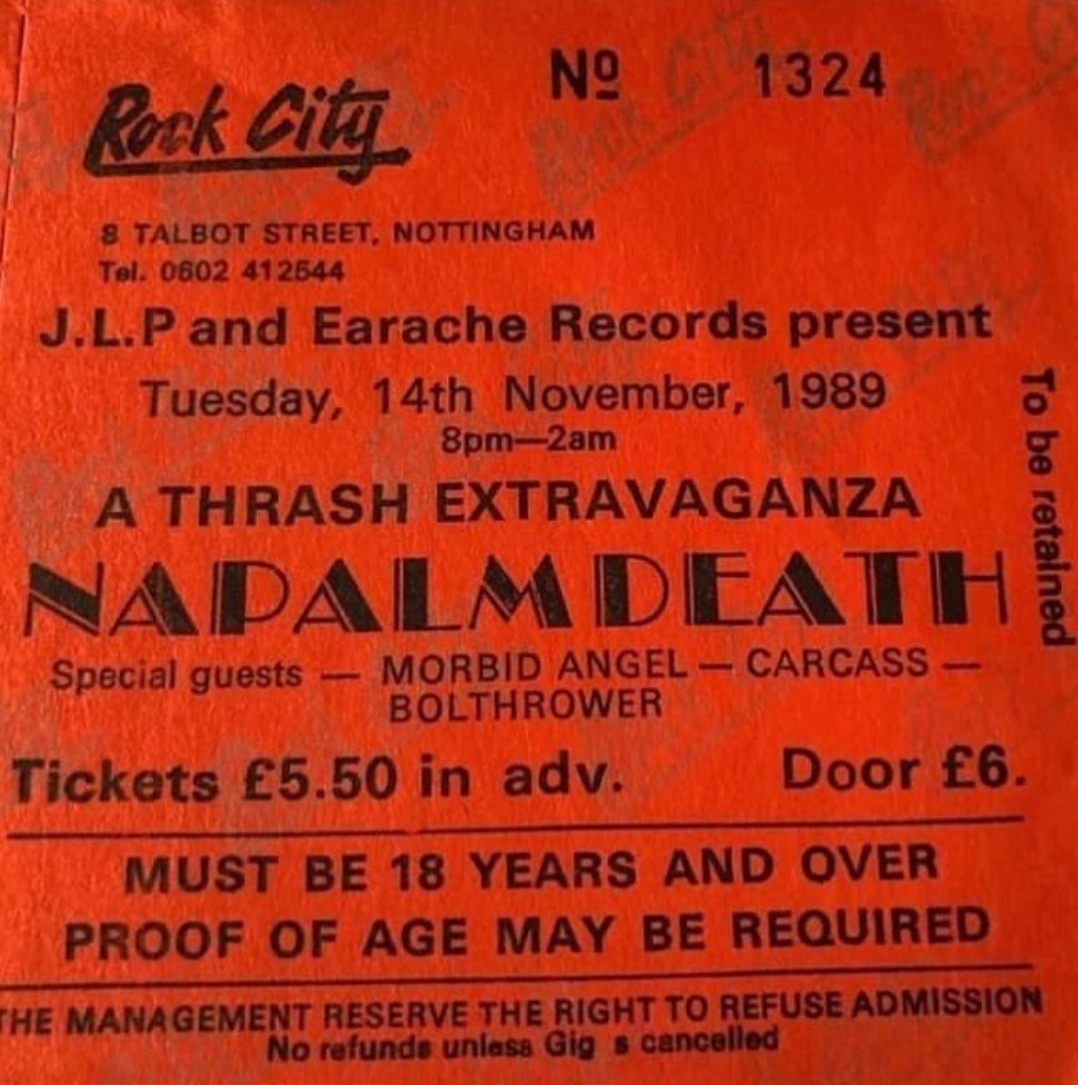 Rock City
Nº 1324
8 TALBOT STREET, NOTTINGHAM
Tel. 0602 412544
J.L.P and Earache Records present
Tuesday, 14th November, 1989
8pm—2am
A THRASH EXTRAVAGANZA
NAPALM DEATH
Special guests — MORBID ANGEL — CARCASS —
BOLTHROWER
Tickets £5.50 in adv. Door £6.
MUST BE 18 YEARS AND OVER
PROOF OF AGE MAY BE REQUIRED
THE MANAGEMENT RESERVE THE RIGHT TO REFUSE ADMISSION
No refunds unless Gig s cancelled
To be retained